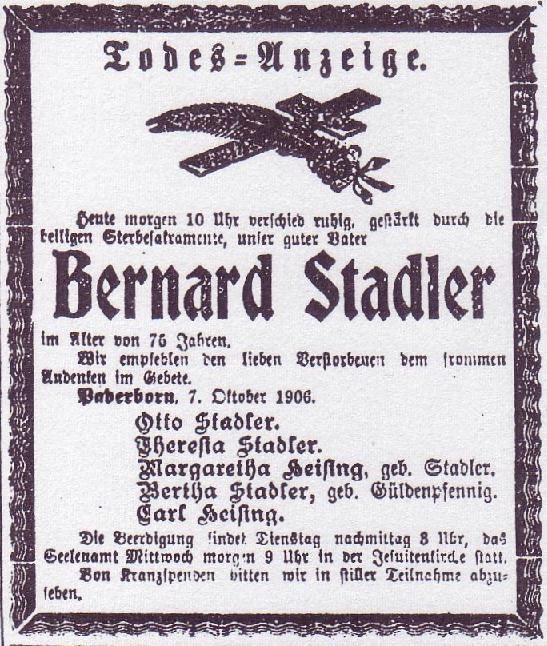 Todes-Anzeige.
Heute morgen 10 Uhr verschied ruhig, gestärkt durch die
heiligen Sterbesakramente, unser guter Vater
Bernard Stadler
im Alter von 76 Jahren.
Wir empfehlen den lieben Verstorbenen dem frommen
Andenken im Gebete.
Paderborn, 7. Oktober 1906.
Otto Stadler.
Theresia Stadler.
Margaretha Heising, geb. Stadler.
Bertha Stadler, geb. Güldenpfennig.
Carl Heising.
Die Beerdigung findet Dienstag nachmittag Uhr, das
Seelenamt Mittwoch morgen 9 Uhr in der Jesuitenkirche statt.
Von Kranzspenden bitten wir in stiller Teilnahme abzu-
sehen.